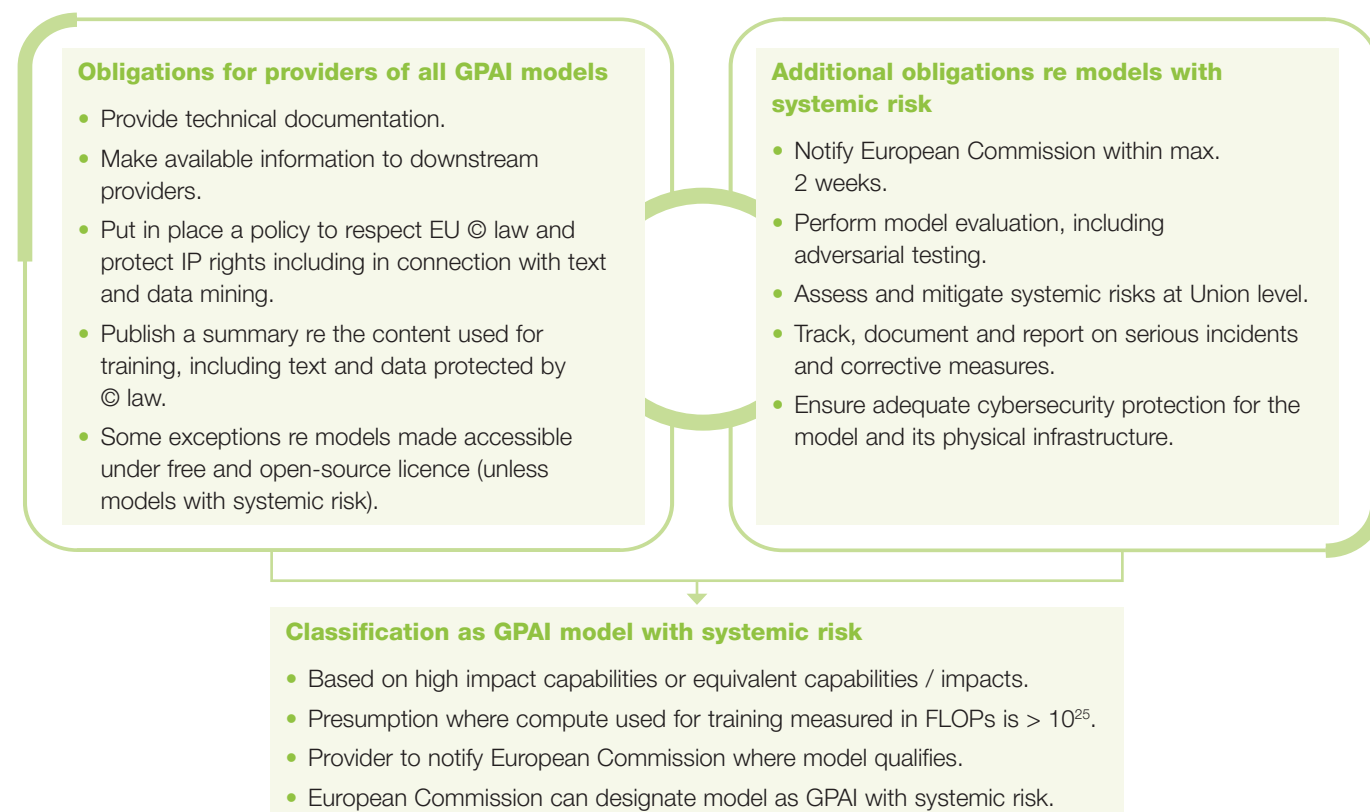 Obligations for providers of all GPAI models
• Provide technical documentation.
• Make available information to downstream
providers.
• Put in place a policy to respect EU © law and
protect IP rights including in connection with text
and data mining.
• Publish a summary re the content used for
training, including text and data protected by
© law.
• Some exceptions re models made accessible
under free and open-source licence (unless
models with systemic risk).
Additional obligations re models with
systemic risk
• Notify European Commission within max.
2 weeks.
• Perform model evaluation, including
adversarial testing.
• Assess and mitigate systemic risks at Union level.
• Track, document and report on serious incidents
and corrective measures.
• Ensure adequate cybersecurity protection for the
model and its physical infrastructure.
Classification as GPAI model with systemic risk
• Based on high impact capabilities or equivalent capabilities / impacts.
• Presumption where compute used for training measured in FLOPs is > 10²⁵.
• Provider to notify European Commission where model qualifies.
• European Commission can designate model as GPAI with systemic risk.